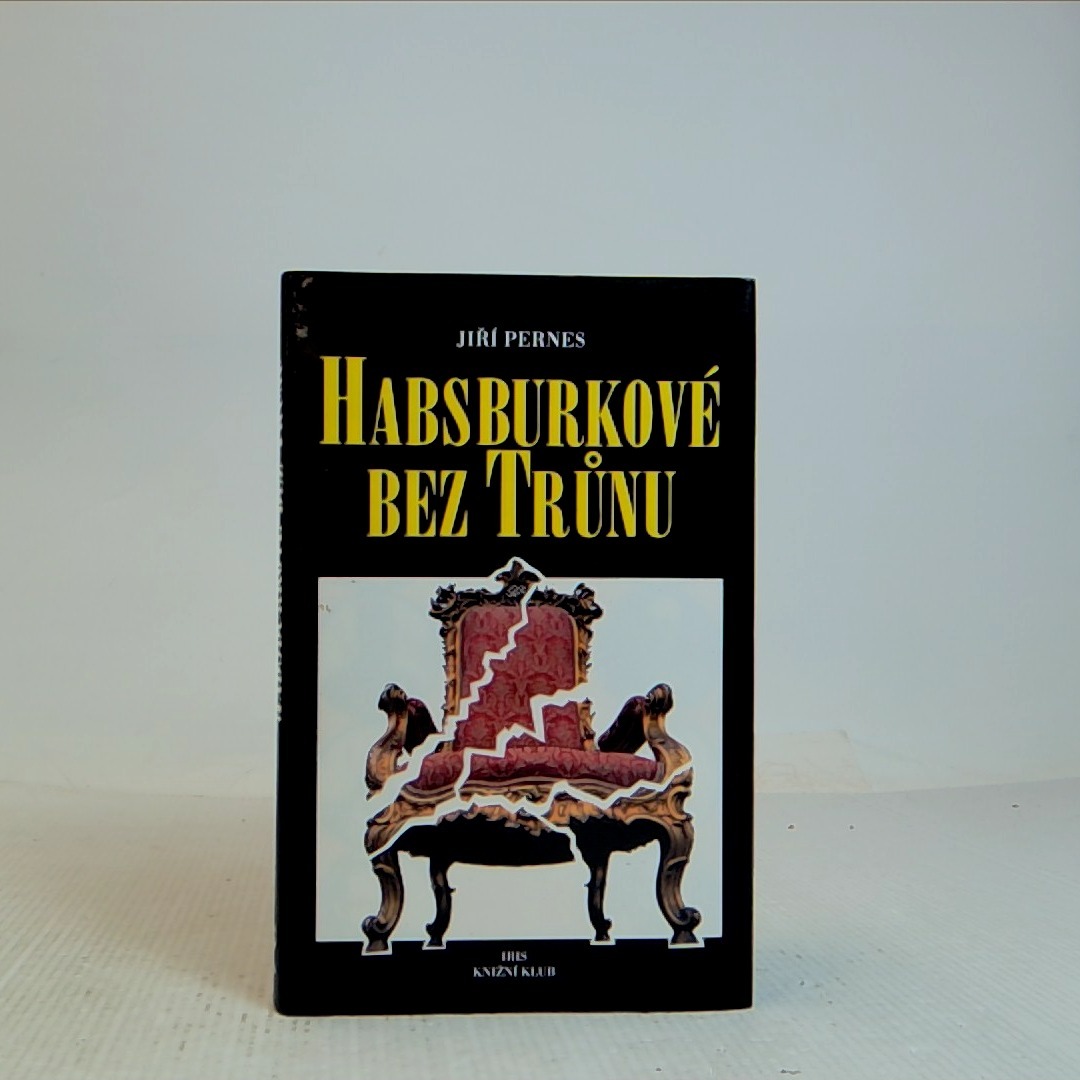 JIŘÍ PERNES
HABSBURKOVÉ
BEZ TRŮNU
IRIS
KNIŽNÍ KLUB